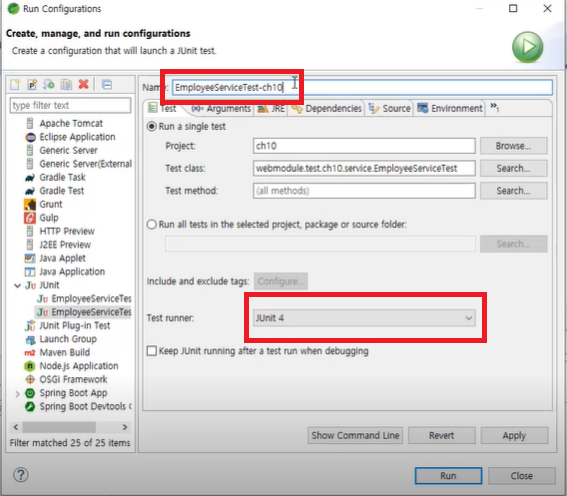 Run Configurations
Create, manage, and run configurations
Create a configuration that will launch a JUnit test.
type filter text
Apache Tomcat
Eclipse Application
Generic Server
Generic Server(External
Gradle Task
Gradle Test
Grunt
Gulp
HTTP Preview
J2EE Preview
Java Applet
Java Application
JUnit
EmployeeServiceTes
EmployeeServiceTes
JUnit Plug-in Test
Launch Group
Maven Build
Node.js Application
OSGi Framework
Spring Boot App
Spring Boot Devtools C
Filter matched 25 of 25 items
Name: EmployeeServiceTest-ch10
Test Arguments JRE Dependencies Source Environment »1
Run a single test
Project: ch10 Browse...
Test class: webmodule.test.ch10.service.EmployeeServiceTest Search...
Test method: (all methods) Search...
Run all tests in the selected project, package or source folder:
Search...
Include and exclude tags: Configure...
Test runner: JUnit 4
Keep JUnit running after a test run when debugging
Show Command Line Revert Apply
Run Close